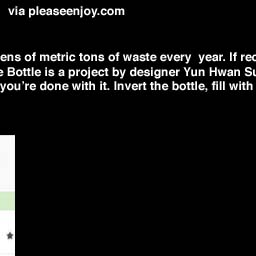 via pleaseenjoy.com
ens of metric tons of waste every  year. If rec
e Bottle is a project by designer Yun Hwan Su
you're done with it. Invert the bottle, fill with